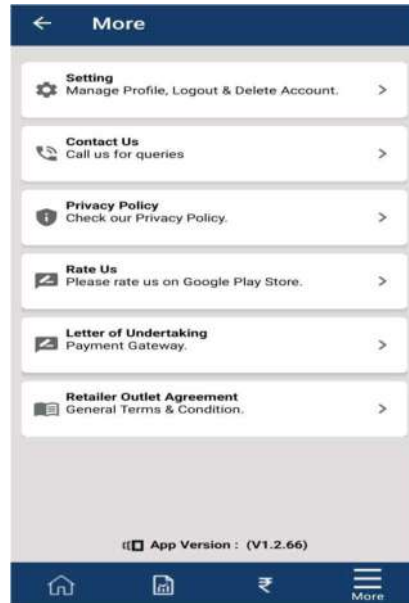 More
Setting
Manage Profile, Logout & Delete Account.
Contact Us
Call us for queries
Privacy Policy
Check our Privacy Policy.
Rate Us
Please rate us on Google Play Store.
Letter of Undertaking
Payment Gateway.
Retailer Outlet Agreement
General Terms & Condition.
App Version : (V1.2.66)
₹
More